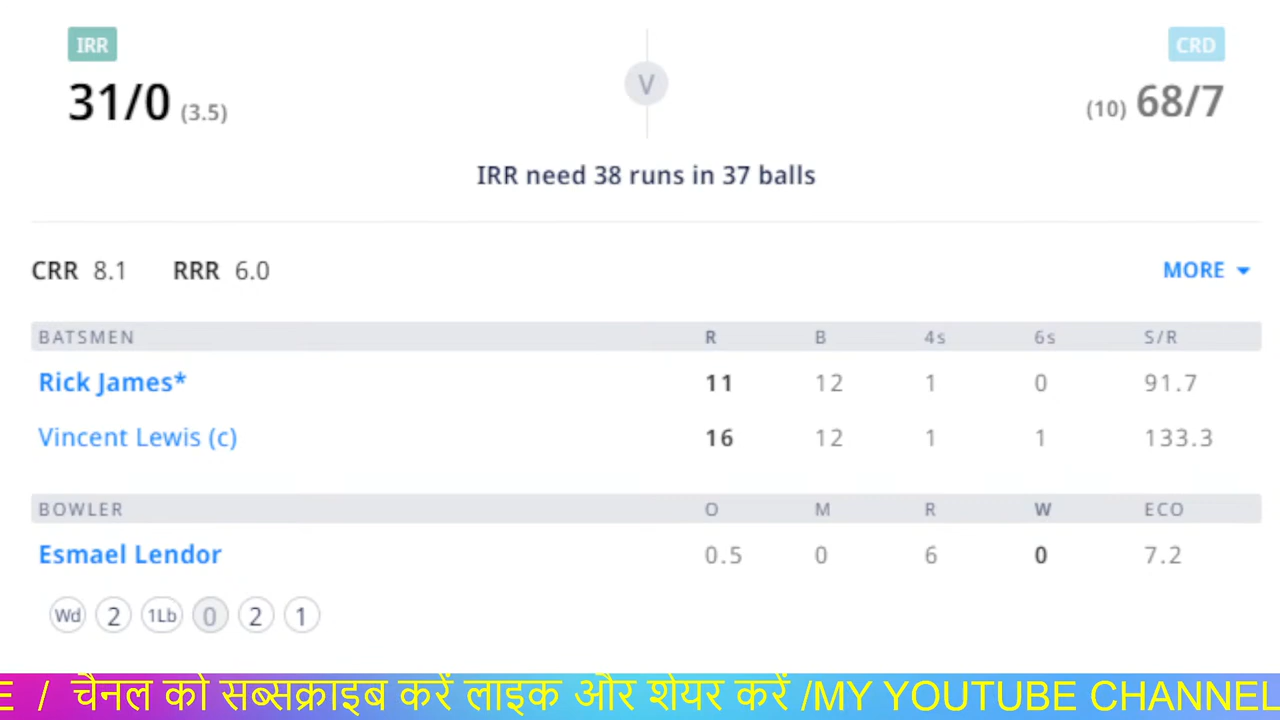 IRR
CRD
V
31/0 (3.5)
(10) 68/7
IRR need 38 runs in 37 balls
CRR 8.1 RRR 6.0
MORE
BATSMEN R B 4s 6s S/R
Rick James* 11 12 1 0 91.7
Vincent Lewis (c) 16 12 1 1 133.3
BOWLER O M R W ECO
Esmael Lendor 0.5 0 6 0 7.2
Wd 2 1Lb 0 2 1
E / चैनल को सब्सक्राइब करें लाइक और शेयर करें /MY YOUTUBE CHANNEL